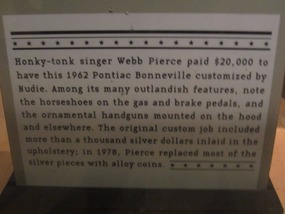 Honky-tonk singer Webb Pierce paid $20,000 to
have this 1962 Pontiac Bonneville customized by
Nudie. Among its many outlandish features, note
the horseshoes on the gas and brake pedals, and
the ornamental handguns mounted on the hood
and elsewhere. The original custom job included
more than a thousand silver dollars inlaid in the
upholstery; in 1978, Pierce replaced most of the
silver pieces with alloy coins.